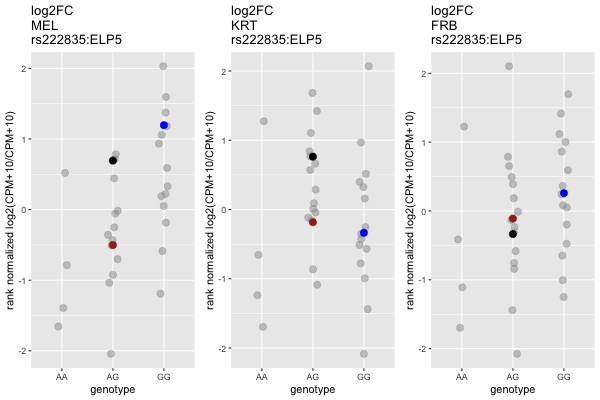 log2FC
MEL
rs222835:ELP5
rank normalized log2(CPM+10/CPM+10)
2
1
0
-1
-2
AA
AG
GG
genotype
log2FC
KRT
rs222835:ELP5
rank normalized log2(CPM+10/CPM+10)
2
1
0
-1
-2
AA
AG
GG
genotype
log2FC
FRB
rs222835:ELP5
rank normalized log2(CPM+10/CPM+10)
2
1
0
-1
-2
AA
AG
GG
genotype